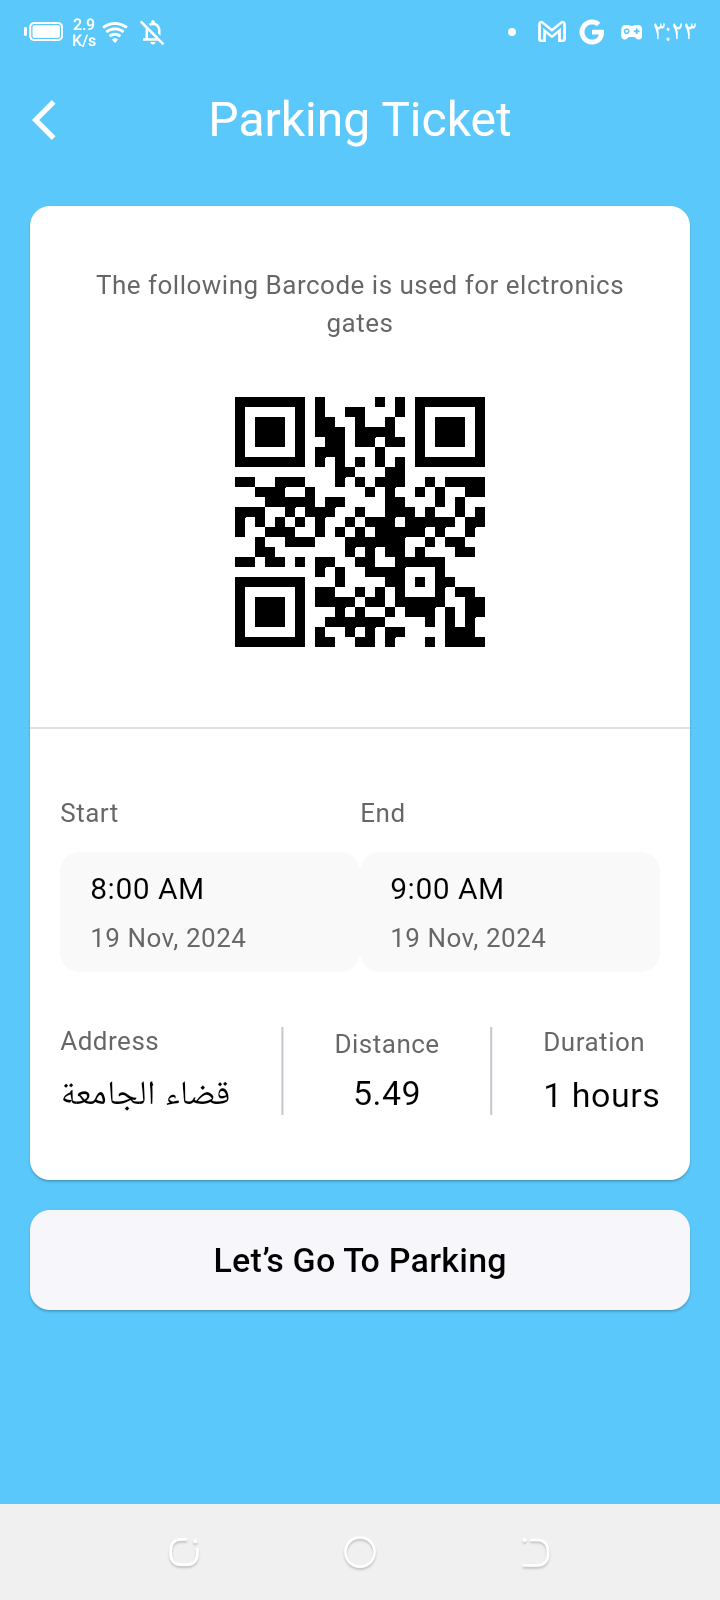 2.9
K/s
٣:٢٣
Parking Ticket
The following Barcode is used for elctronics
gates
Start
End
8:00 AM
9:00 AM
19 Nov, 2024
19 Nov, 2024
Address
Distance
Duration
قضاء الجامعة
5.49
1 hours
Let’s Go To Parking